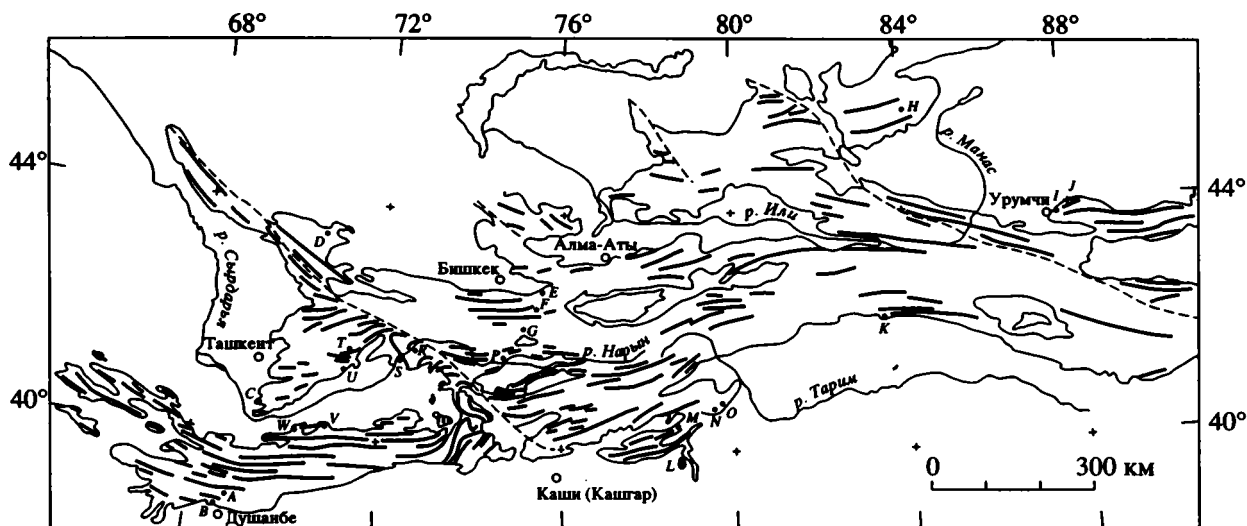 68° 72° 76° 80° 84° 88°
H
р. Манас
44° 44°
Урумчи I J
р. Или
D
Алма-Аты
р. Сырдарья
Бишкек
E
F
G
K
Ташкент
T
R
P
р. Нарын
U
S
C
р. Тарим
40° 40°
W V
M
N O
L
0 300 км
A
B
Душанбе
Каши (Кашгар)